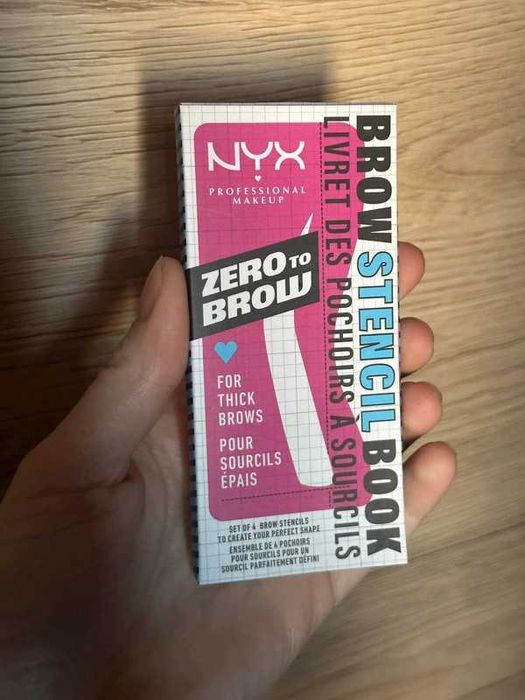 NYX
PROFESSIONAL
MAKEUP
ZERO TO
BROW
FOR
THICK
BROWS
POUR
SOURCILS
ÉPAIS
SET OF 4 BROW STENCILS
TO CREATE YOUR PERFECT SHAPE
ENSEMBLE DE 4 POCHOIRS
POUR SOURCILS POUR UN
SOURCIL PARFAITEMENT DÉFINI
BROW STENCIL BOOK
LIVRET DES POCHOIRS À SOURCILS